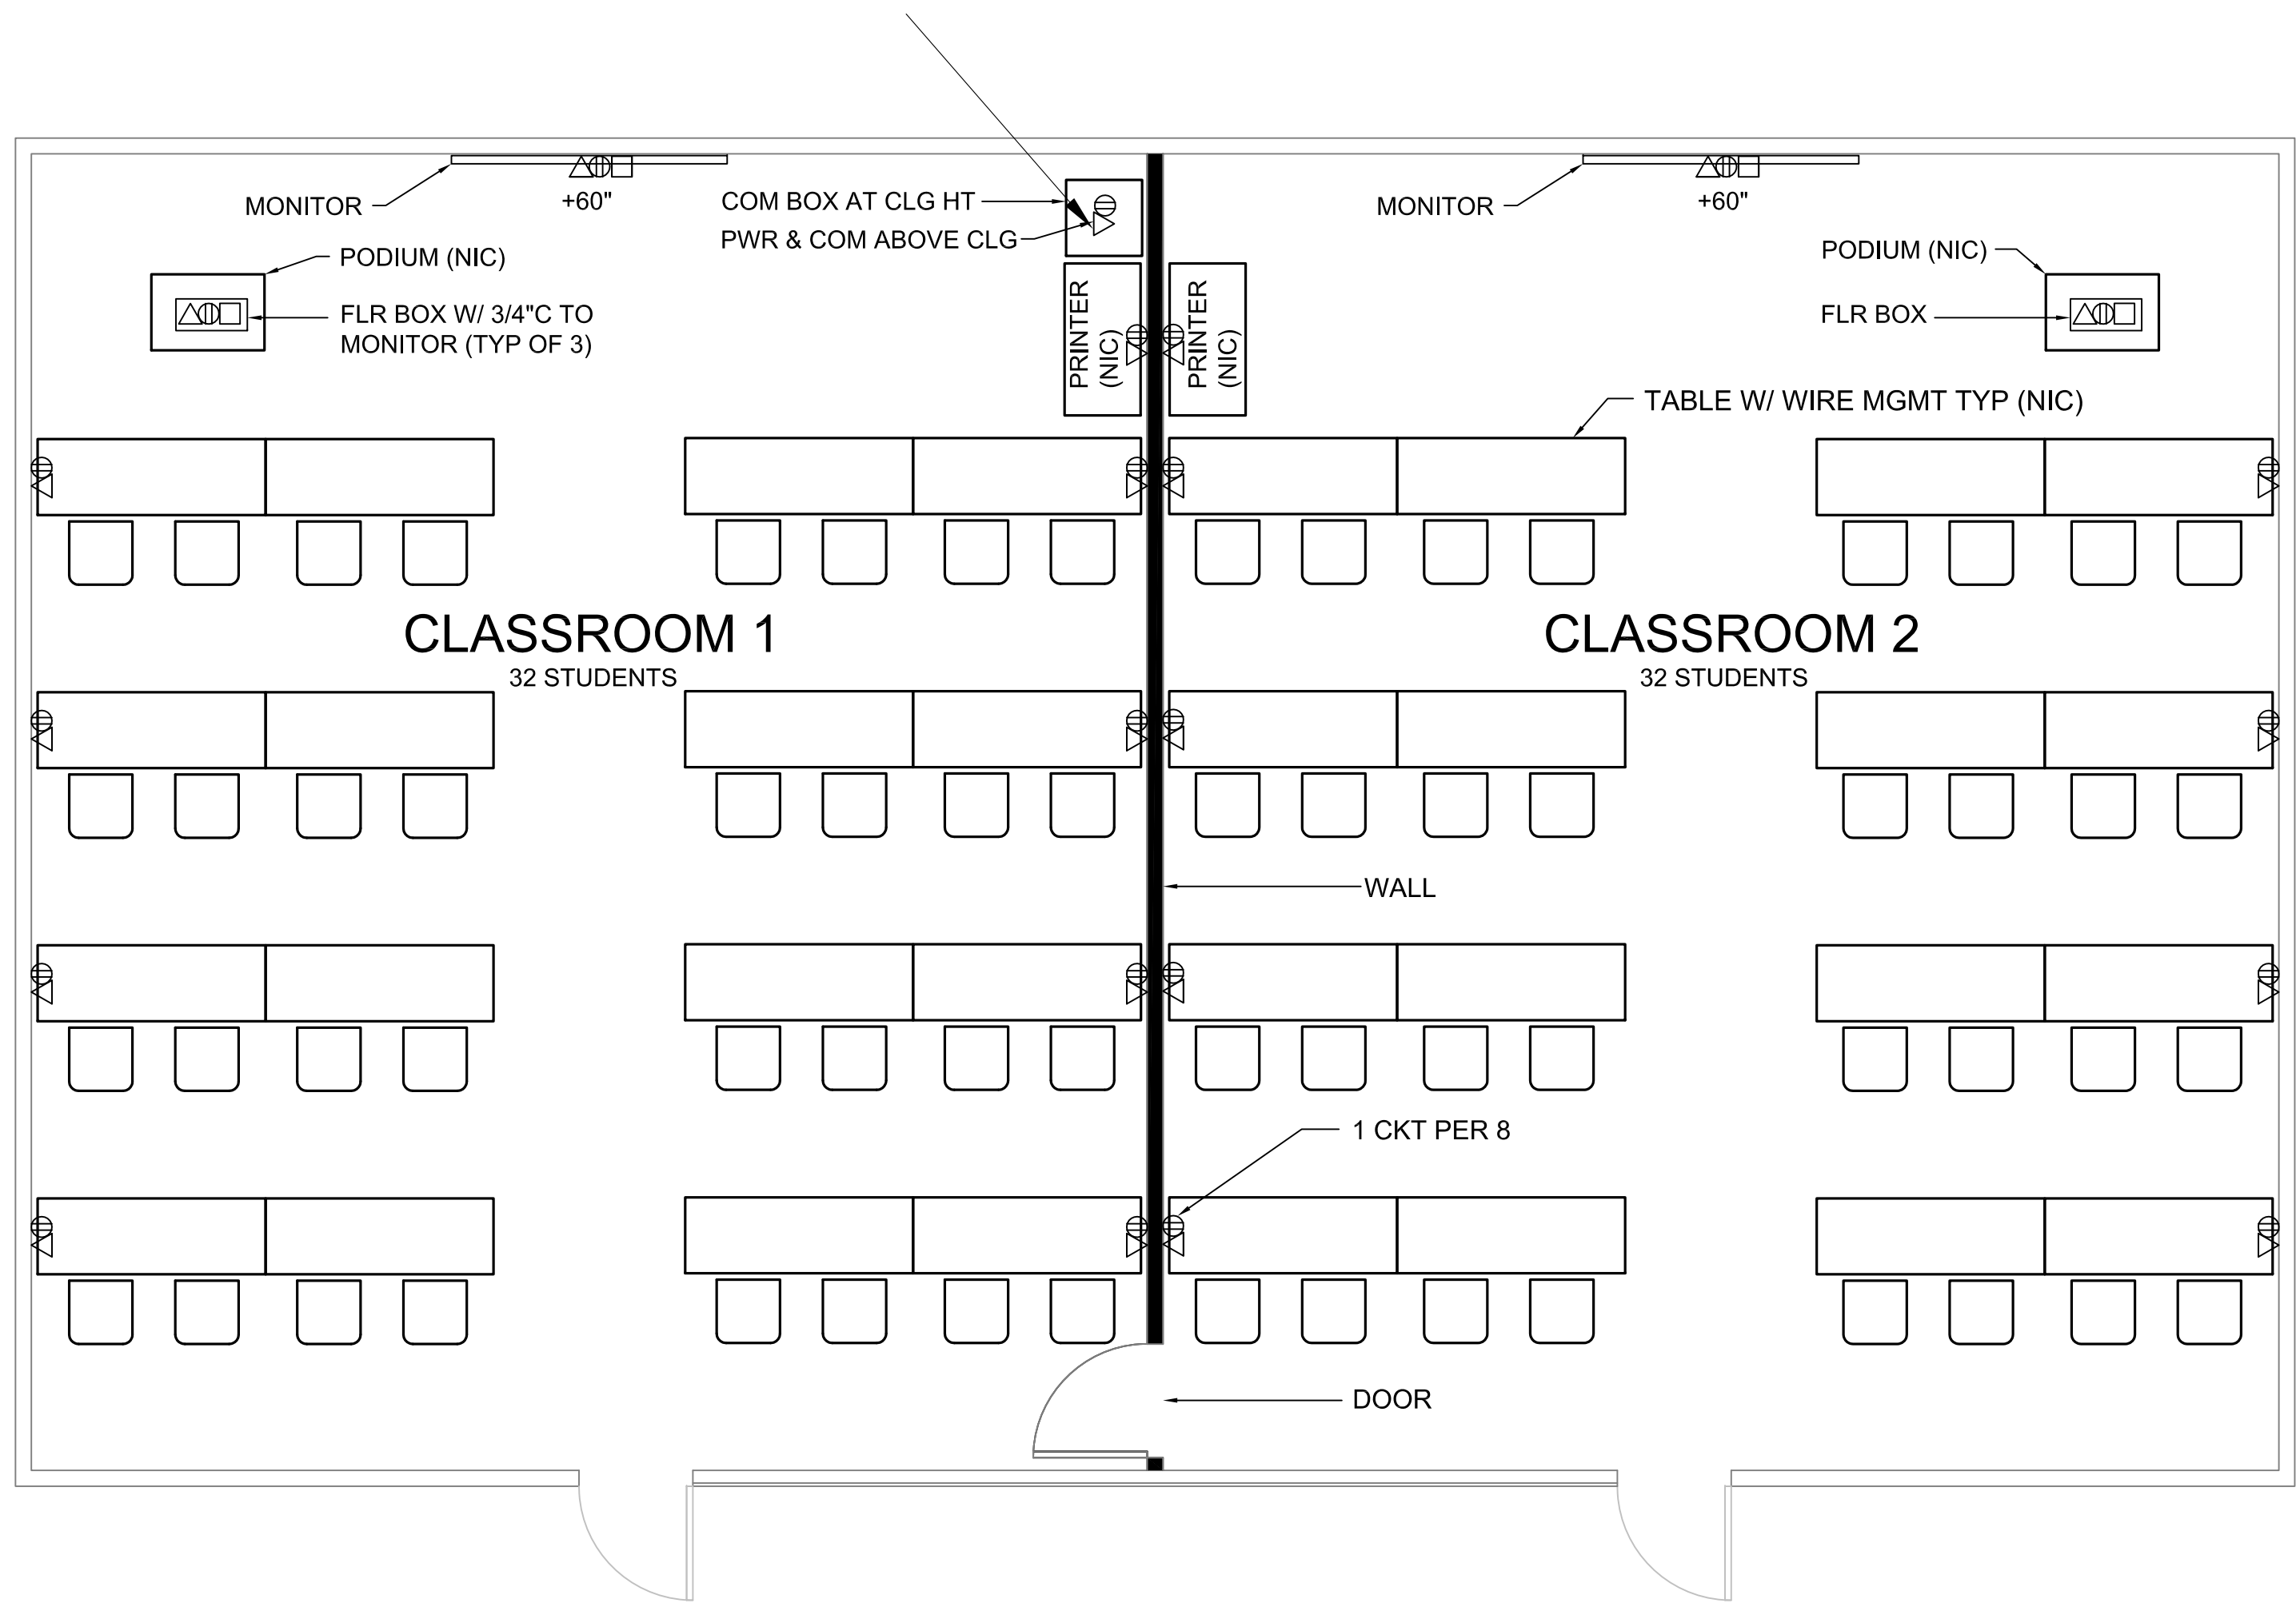 MONITOR
+60"
COM BOX AT CLG HT
PWR & COM ABOVE CLG
MONITOR
+60"
PODIUM (NIC)
FLR BOX W/ 3/4"C TO
MONITOR (TYP OF 3)
PRINTER
(NIC)
PRINTER
(NIC)
PODIUM (NIC)
FLR BOX
TABLE W/ WIRE MGMT TYP (NIC)
CLASSROOM 1
32 STUDENTS
CLASSROOM 2
32 STUDENTS
WALL
1 CKT PER 8
DOOR